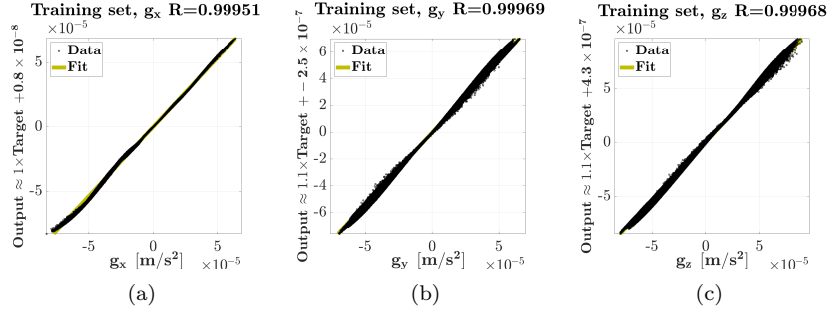 Training set, gx R=0.99951
×10⁻⁵
Output ≈ 1×Target +0.8 × 10⁻⁸
Data
Fit
5
0
-5
-5
0
5
gx [m/s²]
×10⁻⁵
(a)
Training set, gy R=0.99969
×10⁻⁵
Output ≈ 1.1×Target + − 2.5 × 10⁻⁷
Data
Fit
6
4
2
0
-2
-4
-6
-5
0
5
gy [m/s²]
×10⁻⁵
(b)
Training set, gz R=0.99968
×10⁻⁵
Output ≈ 1.1×Target +4.3 × 10⁻⁷
Data
Fit
5
0
-5
-5
0
5
gz [m/s²]
×10⁻⁵
(c)